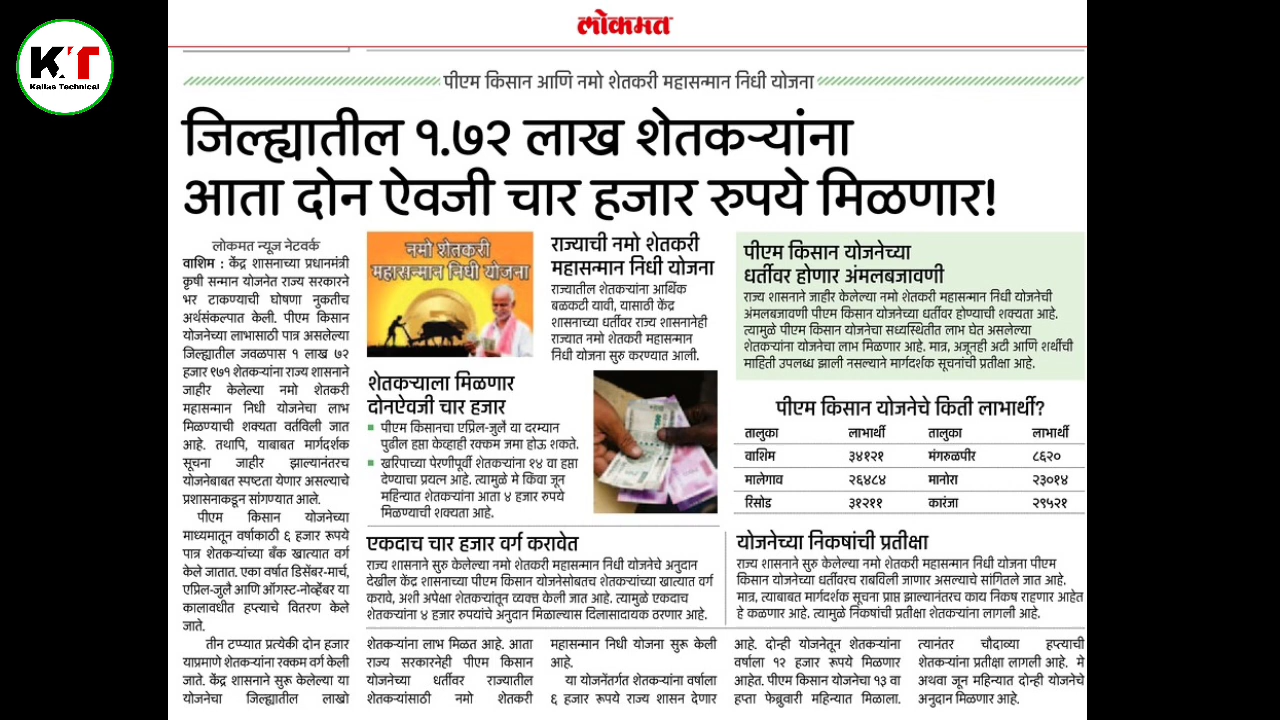 लोकमत
KT
Kailas Technical
पीएम किसान आणि नमो शेतकरी महासन्मान निधी योजना
जिल्ह्यातील १.७२ लाख शेतकऱ्यांना
आता दोन ऐवजी चार हजार रुपये मिळणार!
लोकमत न्यूज नेटवर्क
वाशिम : केंद्र शासनाच्या प्रधानमंत्री
कृषी सन्मान योजनेत राज्य सरकारने
भर टाकण्याची घोषणा नुकतीच
अर्थसंकल्पात केली. पीएम किसान
योजनेच्या लाभासाठी पात्र असलेल्या
जिल्ह्यातील जवळपास १ लाख ७२
हजार ९७१ शेतकऱ्यांना राज्य शासनाने
जाहीर केलेल्या नमो शेतकरी
महासन्मान निधी योजनेचा लाभ
मिळण्याची शक्यता वर्तविली जात
आहे. तथापि, याबाबत मार्गदर्शक
सूचना जाहीर झाल्यानंतरच
योजनेबाबत स्पष्टता येणार असल्याचे
प्रशासनाकडून सांगण्यात आले.
पीएम किसान योजनेच्या
माध्यमातून वर्षाकाठी ६ हजार रूपये
पात्र शेतकऱ्यांच्या बँक खात्यात वर्ग
केले जातात. एका वर्षात डिसेंबर-मार्च,
एप्रिल-जुलै आणि ऑगस्ट-नोव्हेंबर या
कालावधीत हप्त्याचे वितरण केले
जाते.
तीन टप्प्यात प्रत्येकी दोन हजार
याप्रमाणे शेतकऱ्यांना रक्कम वर्ग केली
जाते. केंद्र शासनाने सुरू केलेल्या या
योजनेचा जिल्ह्यातील लाखो
नमो शेतकरी
महासन्मान निधी योजना
राज्याची नमो शेतकरी
महासन्मान निधी योजना
राज्यातील शेतकऱ्यांना आर्थिक
बळकटी यावी, यासाठी केंद्र
शासनाच्या धर्तीवर राज्य शासनानेही
राज्यात नमो शेतकरी महासन्मान
निधी योजना सुरु करण्यात आली.
शेतकऱ्याला मिळणार
दोनऐवजी चार हजार
पीएम किसानचा एप्रिल-जुलै या दरम्यान
पुढील हप्ता केव्हाही रक्कम जमा होऊ शकते.
खरिपाच्या पेरणीपूर्वी शेतकऱ्यांना १४ वा हप्ता
देण्याचा प्रयत्न आहे. त्यामुळे मे किंवा जून
महिन्यात शेतकऱ्यांना आता ४ हजार रुपये
मिळण्याची शक्यता आहे.
एकदाच चार हजार वर्ग करावेत
राज्य शासनाने सुरु केलेल्या नमो शेतकरी महासन्मान निधी योजनेचे अनुदान
देखील केंद्र शासनाच्या पीएम किसान योजनेसोबतच शेतकऱ्यांच्या खात्यात वर्ग
करावे, अशी अपेक्षा शेतकऱ्यांतून व्यक्त केली जात आहे. त्यामुळे एकदाच
शेतकऱ्यांना ४ हजार रुपयांचे अनुदान मिळाल्यास दिलासादायक ठरणार आहे.
पीएम किसान योजनेच्या
धर्तीवर होणार अंमलबजावणी
राज्य शासनाने जाहीर केलेल्या नमो शेतकरी महासन्मान निधी योजनेची
अंमलबजावणी पीएम किसान योजनेच्या धर्तीवर होण्याची शक्यता आहे.
त्यामुळे पीएम किसान योजनेचा सध्यस्थितीत लाभ घेत असलेल्या
शेतकऱ्यांना योजनेचा लाभ मिळणार आहे. मात्र, अजूनही अटी आणि शर्थीची
माहिती उपलब्ध झाली नसल्याने मार्गदर्शक सूचनांची प्रतीक्षा आहे.
पीएम किसान योजनेचे किती लाभार्थी?
तालुका लाभार्थी तालुका लाभार्थी
वाशिम ३४१२१ मंगरुळपीर ८६२०
मालेगाव २६४८४ मानोरा २३०१४
रिसोड ३१२११ कारंजा २९५२१
योजनेच्या निकषांची प्रतीक्षा
राज्य शासनाने सुरु केलेल्या नमो शेतकरी महासन्मान निधी योजना पीएम
किसान योजनेच्या धर्तीवरच राबविली जाणार असल्याचे सांगितले जात आहे.
मात्र, त्याबाबत मार्गदर्शक सूचना प्राप्त झाल्यानंतरच काय निकष राहणार आहेत
हे कळणार आहे. त्यामुळे निकषांची प्रतीक्षा शेतकऱ्यांना लागली आहे.
शेतकऱ्यांना लाभ मिळत आहे. आता
राज्य सरकारनेही पीएम किसान
योजनेच्या धर्तीवर राज्यातील
शेतकऱ्यांसाठी नमो शेतकरी
महासन्मान निधी योजना सुरू केली
आहे.
या योजनेंतर्गत शेतकऱ्यांना वर्षाला
६ हजार रूपये राज्य शासन देणार
आहे. दोन्ही योजनेतून शेतकऱ्यांना
वर्षाला १२ हजार रूपये मिळणार
आहेत. पीएम किसान योजनेचा १३ वा
हप्ता फेब्रुवारी महिन्यात मिळाला.
त्यानंतर चौदाव्या हप्त्याची
शेतकऱ्यांना प्रतीक्षा लागली आहे. मे
अथवा जून महिन्यात दोन्ही योजनेचे
अनुदान मिळणार आहे.